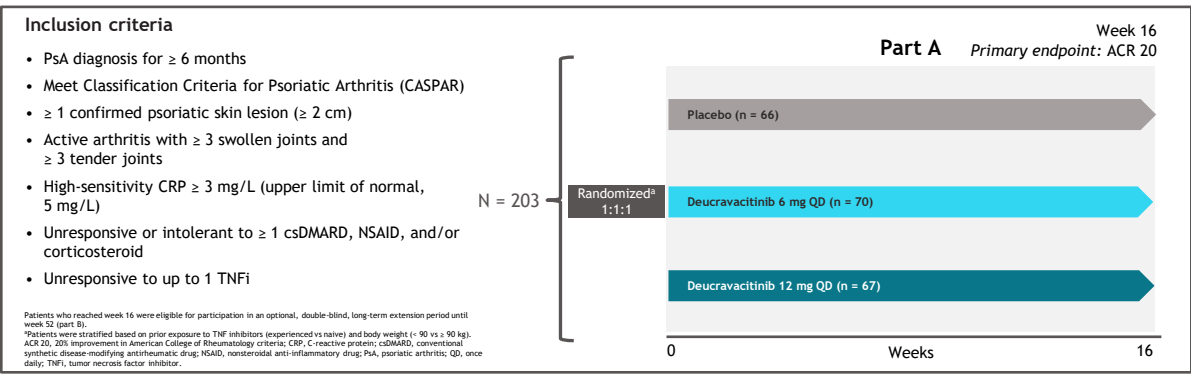 Inclusion criteria
• PsA diagnosis for ≥ 6 months
• Meet Classification Criteria for Psoriatic Arthritis (CASPAR)
• ≥ 1 confirmed psoriatic skin lesion (≥ 2 cm)
• Active arthritis with ≥ 3 swollen joints and
≥ 3 tender joints
• High-sensitivity CRP ≥ 3 mg/L (upper limit of normal,
5 mg/L)
• Unresponsive or intolerant to ≥ 1 csDMARD, NSAID, and/or
corticosteroid
• Unresponsive to up to 1 TNFi
Patients who reached week 16 were eligible for participation in an optional, double-blind, long-term extension period until
week 52 (part B).
ᵃPatients were stratified based on prior exposure to TNF inhibitors (experienced vs naive) and body weight (< 90 vs ≥ 90 kg).
ACR 20, 20% improvement in American College of Rheumatology criteria; CRP, C-reactive protein; csDMARD, conventional
synthetic disease-modifying antirheumatic drug; NSAID, nonsteroidal anti-inflammatory drug; PsA, psoriatic arthritis; QD, once
daily; TNFi, tumor necrosis factor inhibitor.
N = 203
Randomizedᵃ
1:1:1
Part A
Week 16
Primary endpoint: ACR 20
Placebo (n = 66)
Deucravacitinib 6 mg QD (n = 70)
Deucravacitinib 12 mg QD (n = 67)
0 Weeks 16